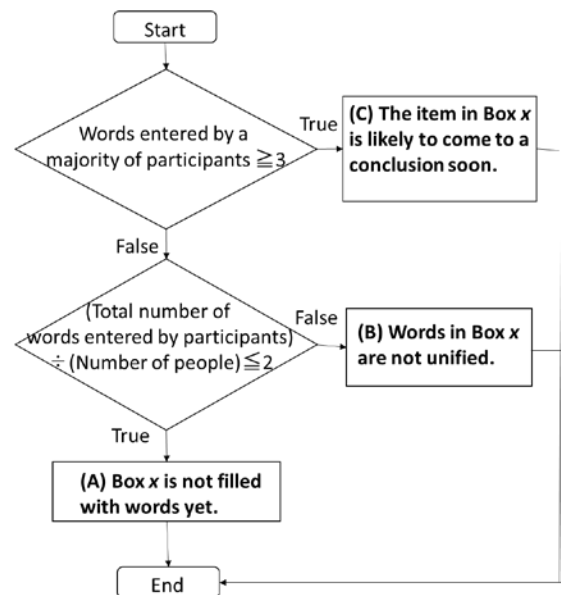 Start
Words entered by a
majority of participants ≧3
True
(C) The item in Box x
is likely to come to a
conclusion soon.
False
(Total number of
words entered by participants)
÷ (Number of people)≦2
False
(B) Words in Box x
are not unified.
True
(A) Box x is not filled
with words yet.
End